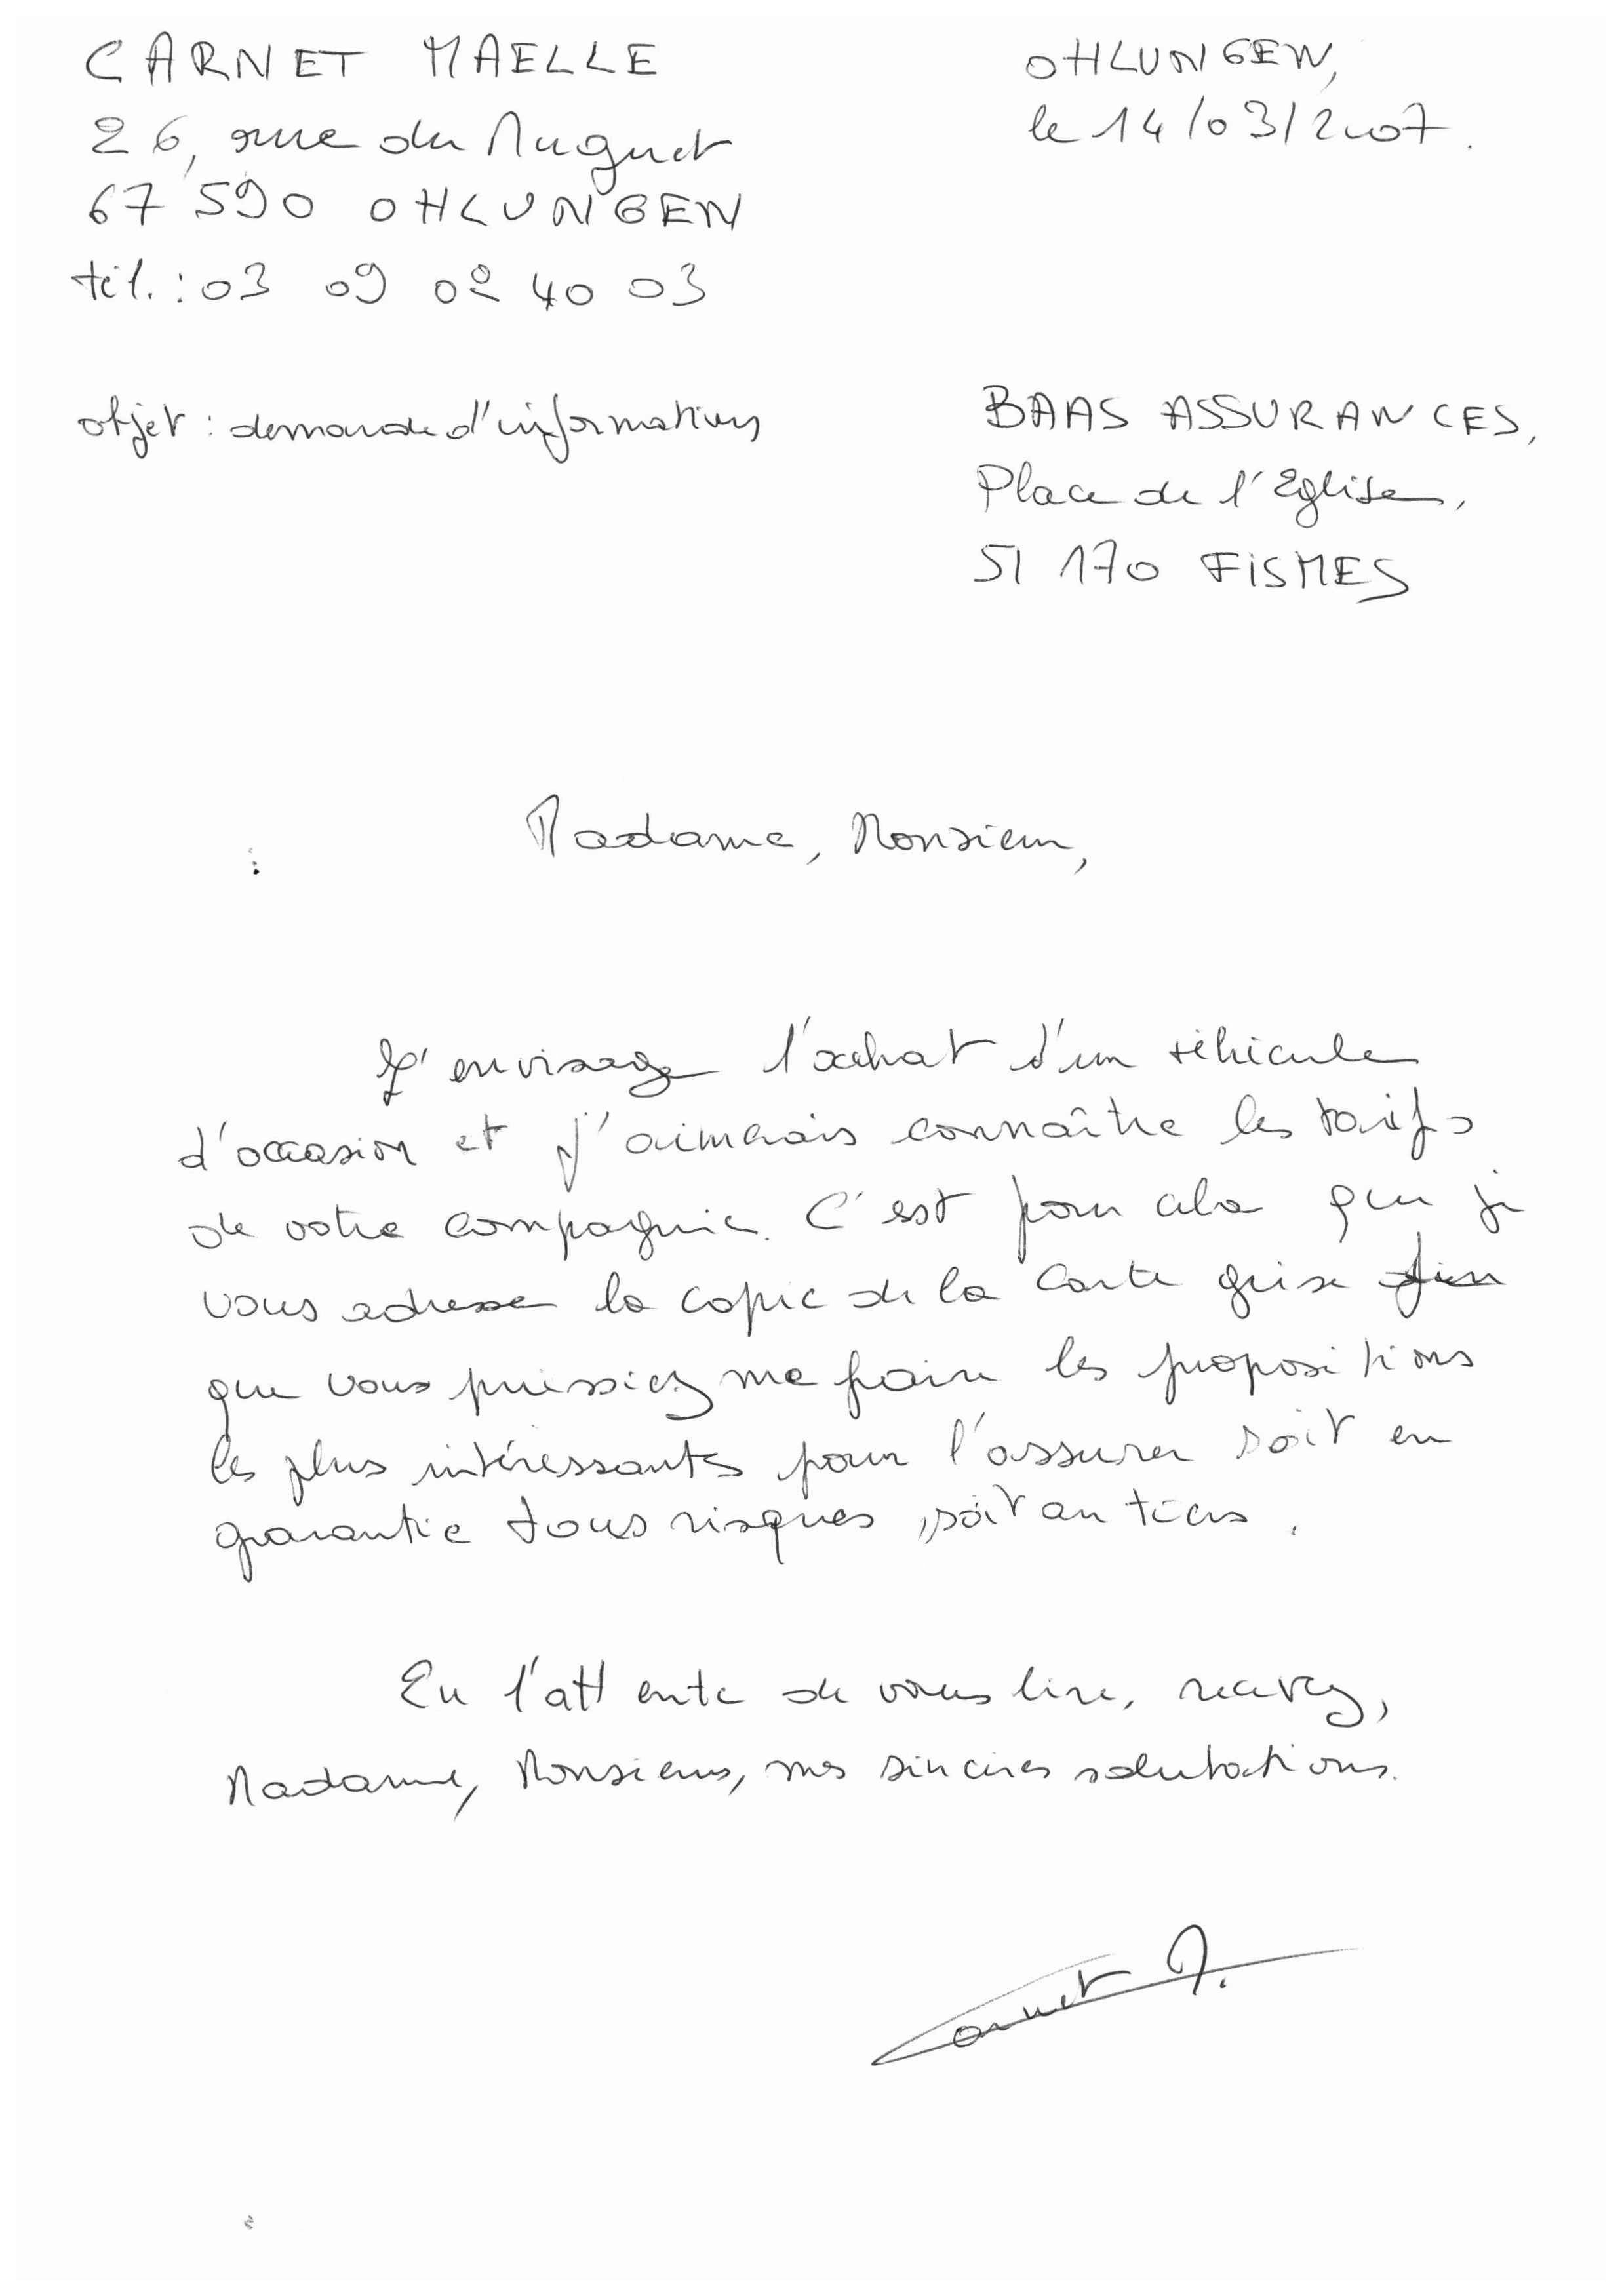 CARNET MAELLE
26, rue du Muguet
67 590 OHLUNGEN
tél. : 03 09 02 40 03
OHLUNGEN,
le 14/03/2007.
objet : demande d'informations
BAAS ASSURANCES,
Place de l'Eglise,
51 170 FISMES
Madame, Monsieur,
J'envisage l'achat d'un véhicule
d'occasion et j'aimerais connaître les tarifs
de votre compagnie. C'est pour cela que je
vous adresse la copie de la carte grise afin
que vous puissiez me faire les propositions
les plus intéressants pour l'assurer soit en
garantie tous risques, soit au tiers.
En l'attente de vous lire, recevez,
Madame, Monsieur, mes sincères salutations.
Carnet M.